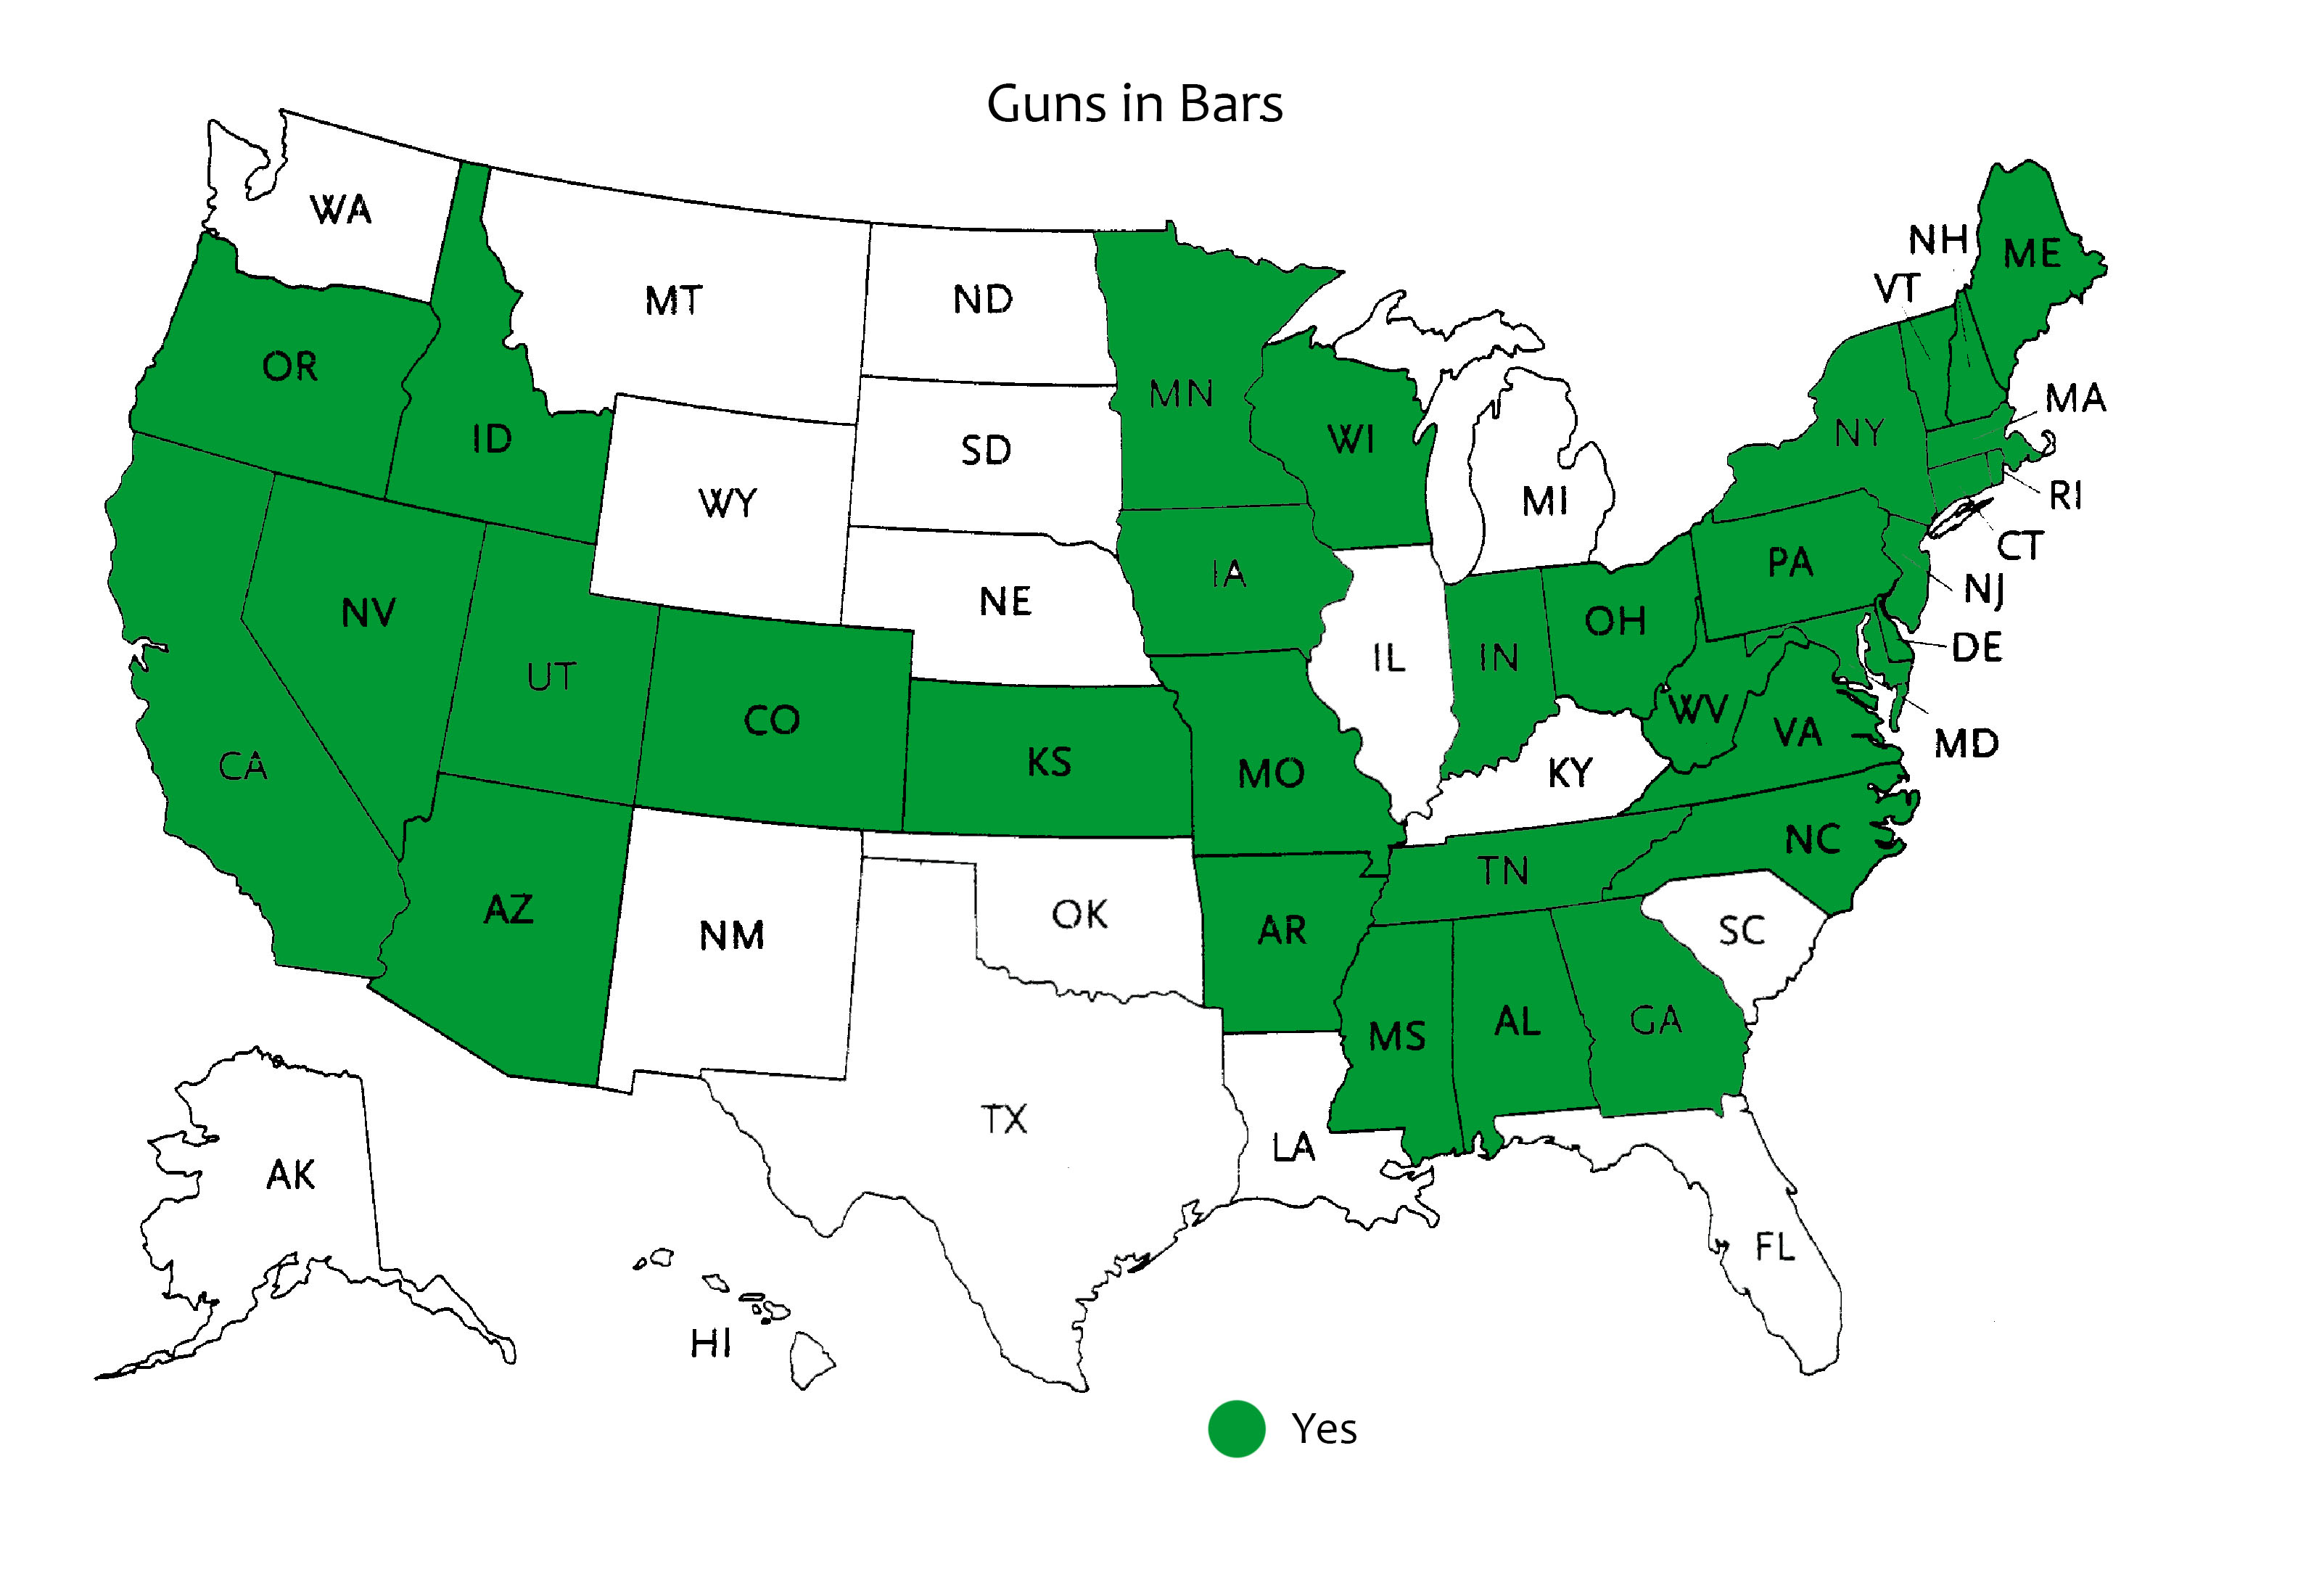 Guns in Bars
WA
NH
ME
VT
MT
ND
OR
MN
MA
ID
WI
NY
SD
WY
MI
RI
CT
PA
IA
NJ
NE
NV
OH
DE
IL
IN
UT
WV
CO
VA
MD
KS
CA
MO
KY
NC
TN
AZ
OK
AR
SC
NM
MS
AL
GA
TX
LA
AK
FL
HI
Yes